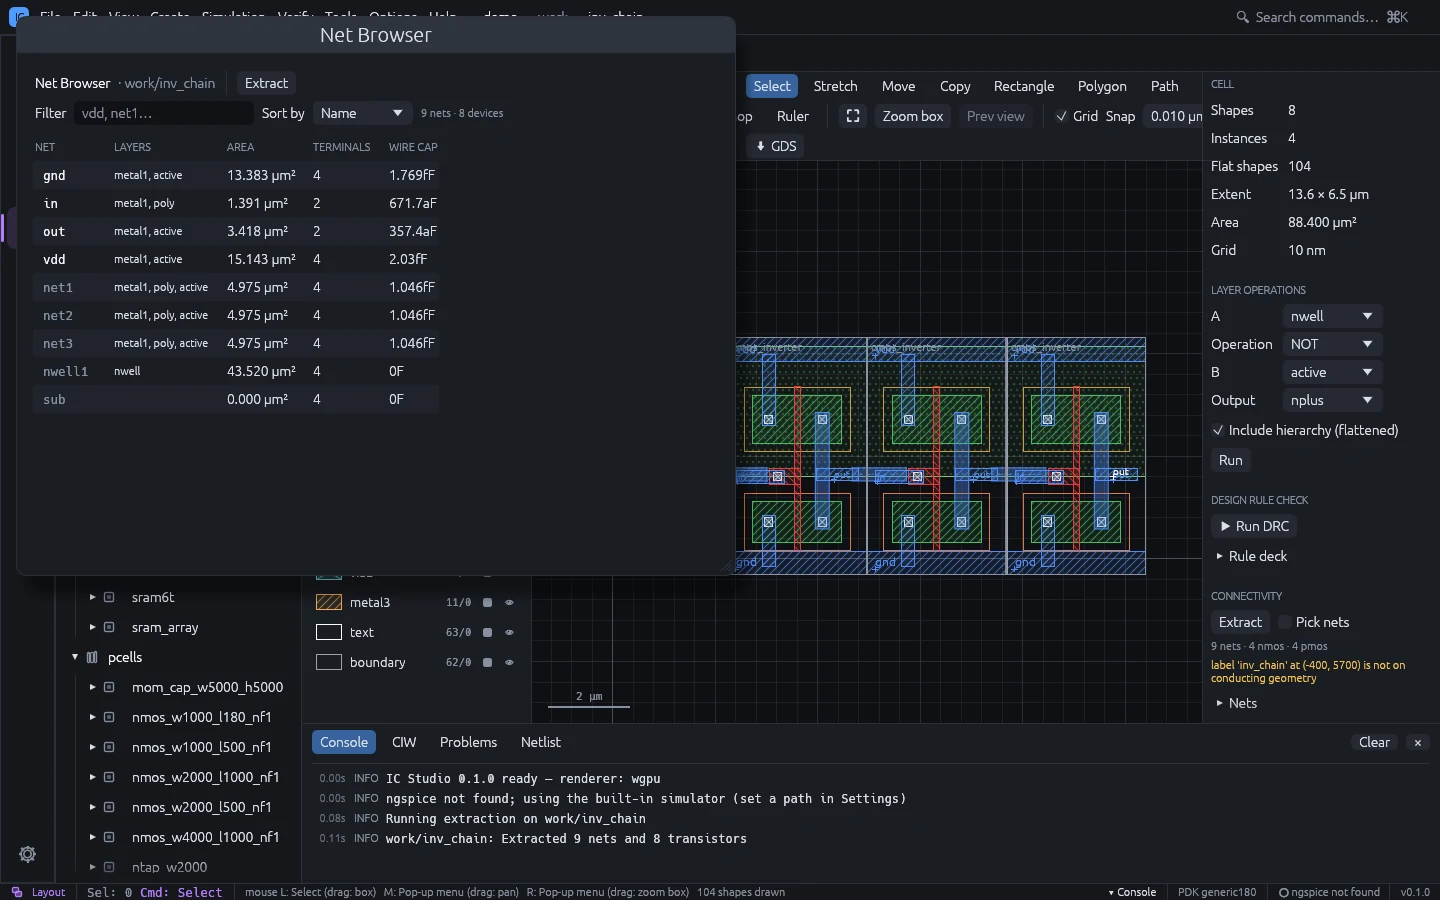 Search commands... ⌘K
Net Browser
Net Browser · work/inv_chain Extract
Filter vdd, net1... Sort by Name 9 nets · 8 devices
NET LAYERS AREA TERMINALS WIRE CAP
gnd metal1, active 13.383 µm² 4 1.769fF
in metal1, poly 1.391 µm² 2 671.7aF
out metal1, active 3.418 µm² 2 357.4aF
vdd metal1, active 15.143 µm² 4 2.03fF
net1 metal1, poly, active 4.975 µm² 4 1.046fF
net2 metal1, poly, active 4.975 µm² 4 1.046fF
net3 metal1, poly, active 4.975 µm² 4 1.046fF
nwell1 nwell 43.520 µm² 4 0F
sub 0.000 µm² 4 0F
Select Stretch Move Copy Rectangle Polygon Path
op Ruler Zoom box Prev view Grid Snap 0.010 µm
GDS
gnd gnd gnd
out
CELL
Shapes 8
Instances 4
Flat shapes 104
Extent 13.6 × 6.5 µm
Area 88.400 µm²
Grid 10 nm
LAYER OPERATIONS
A nwell
Operation NOT
B active
Output nplus
Include hierarchy (flattened)
Run
DESIGN RULE CHECK
Run DRC
Rule deck
CONNECTIVITY
Extract Pick nets
9 nets · 4 nmos · 4 pmos
label 'inv_chain' at (-400, 5700) is not on
conducting geometry
Nets
sram6t
sram_array
pcells
mom_cap_w5000_h5000
nmos_w1000_l180_nf1
nmos_w1000_l500_nf1
nmos_w2000_l1000_nf1
nmos_w2000_l500_nf1
nmos_w4000_l1000_nf1
ntap_w2000
metal3 11/0
text 63/0
boundary 62/0
2 µm
Console CIW Problems Netlist Clear ×
0.00s INFO IC Studio 0.1.0 ready — renderer: wgpu
0.00s INFO ngspice not found; using the built-in simulator (set a path in Settings)
0.08s INFO Running extraction on work/inv_chain
0.11s INFO work/inv_chain: Extracted 9 nets and 8 transistors
Layout Sel: 0 Cmd: Select mouse L: Select (drag: box) M: Pop-up menu (drag: pan) R: Pop-up menu (drag: zoom box) 104 shapes drawn Console PDK generic180 ngspice not found v0.1.0